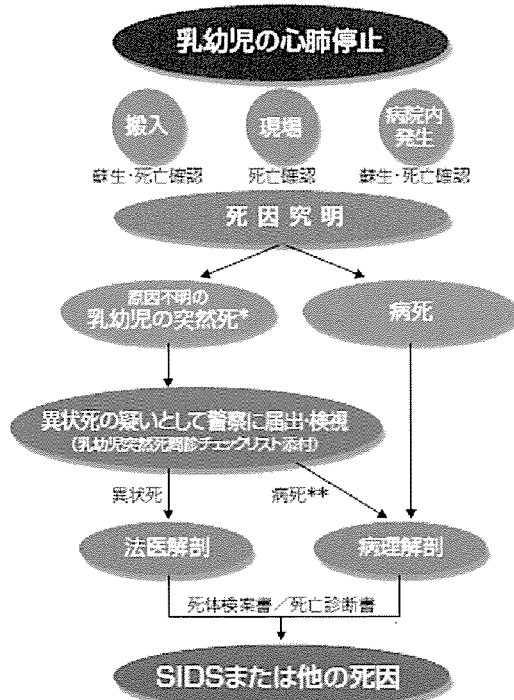 乳幼児の心肺停止
搬入
現場
病院内
発生
蘇生・死亡確認
死亡確認
蘇生・死亡確認
死因究明
原因不明の
乳幼児の突然死*
病死
異状死の疑いとして警察に届出・検視
(乳幼児突然死問診チェックリスト添付)
異状死
病死**
法医解剖
病理解剖
死体検案書／死亡診断書
SIDSまたは他の死因